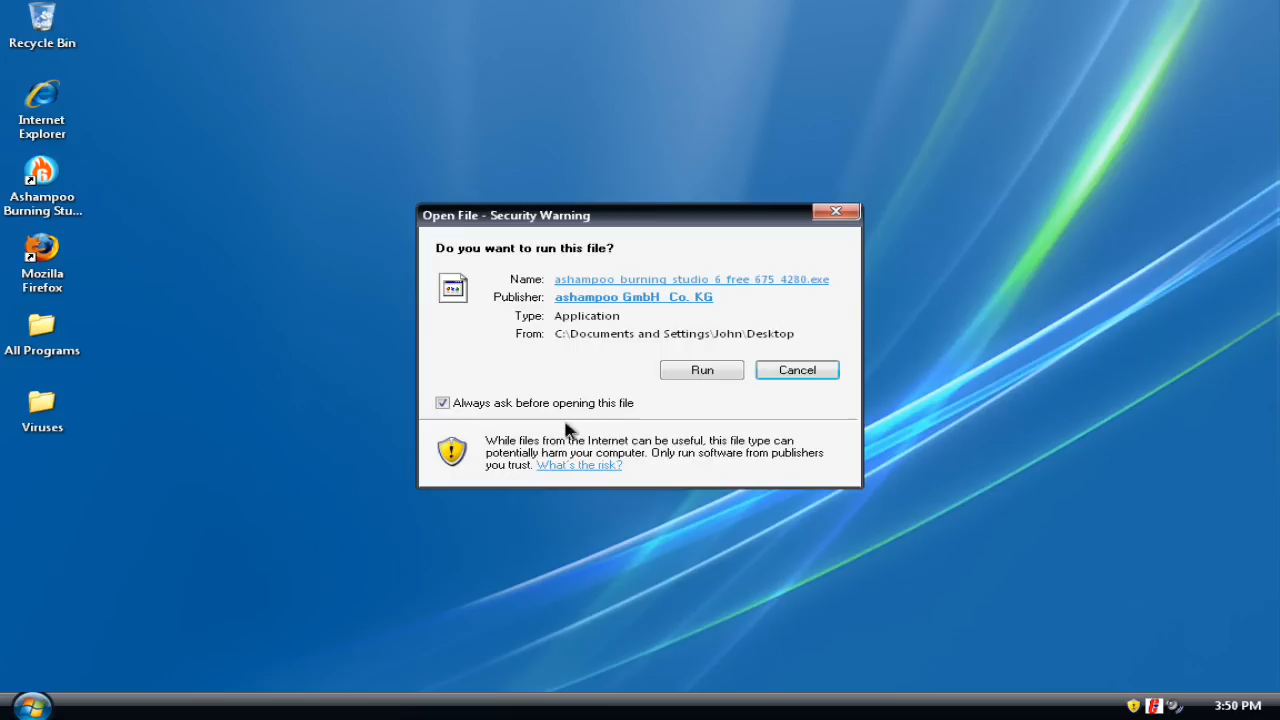 Recycle Bin
Internet
Explorer
Ashampoo
Burning Stu...
Mozilla
Firefox
All Programs
Viruses
Open File - Security Warning
Do you want to run this file?
Name: ashampoo_burning_studio_6_free_675_4280.exe
Publisher: ashampoo GmbH Co. KG
Type: Application
From: C:\Documents and Settings\John\Desktop
Run Cancel
Always ask before opening this file
While files from the Internet can be useful, this file type can
potentially harm your computer. Only run software from publishers
you trust. What's the risk?
3:50 PM